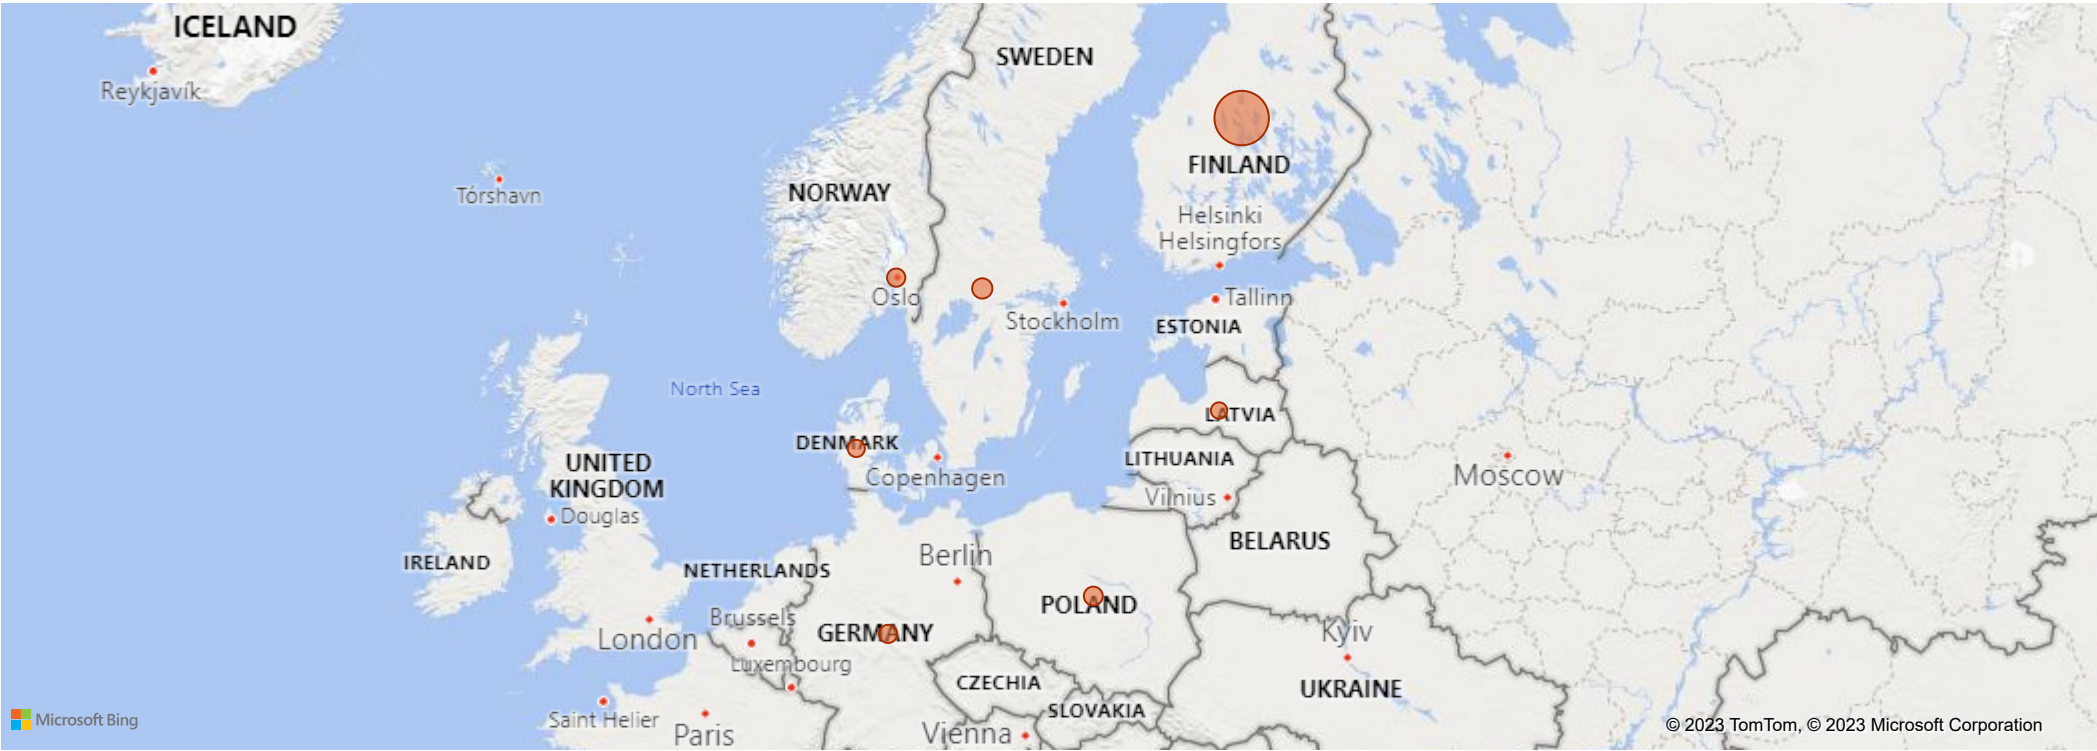 ICELAND
Reykjavík
SWEDEN
FINLAND
Tórshavn
NORWAY
Helsinki
Helsingfors
Oslo
Stockholm
Tallinn
ESTONIA
North Sea
LATVIA
DENMARK
Copenhagen
LITHUANIA
Vilnius
UNITED
KINGDOM
Douglas
Moscow
IRELAND
NETHERLANDS
Berlin
BELARUS
Brussels
London
GERMANY
POLAND
Kyiv
Luxembourg
CZECHIA
UKRAINE
SLOVAKIA
Saint Helier
Paris
Vienna
Microsoft Bing
© 2023 TomTom, © 2023 Microsoft Corporation